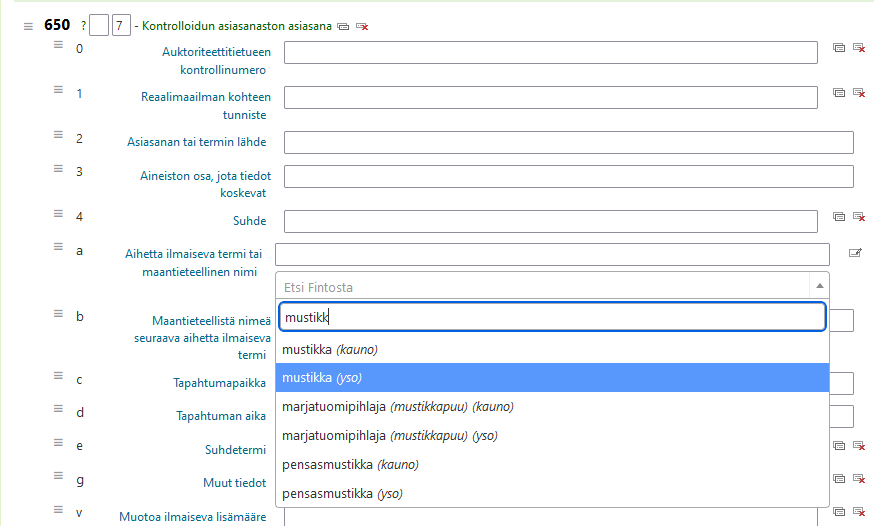 650 ? 7 - Kontrolloidun asiasanaston asiasana
0 Auktoriteettitietueen
kontrollinumero
1 Reaalimaailman kohteen
tunniste
2 Asiasanan tai termin lähde
3 Aineiston osa, jota tiedot
koskevat
4 Suhde
a Aihetta ilmaiseva termi tai
maantieteellinen nimi
Etsi Fintosta
mustikk
mustikka (kauno)
mustikka (yso)
marjatuomipihlaja (mustikkapuu) (kauno)
marjatuomipihlaja (mustikkapuu) (yso)
pensasmustikka (kauno)
pensasmustikka (yso)
b Maantieteellistä nimeä
seuraava aihetta ilmaiseva
termi
c Tapahtumapaikka
d Tapahtuman aika
e Suhdetermi
g Muut tiedot
v Muotoa ilmaiseva lisämääre